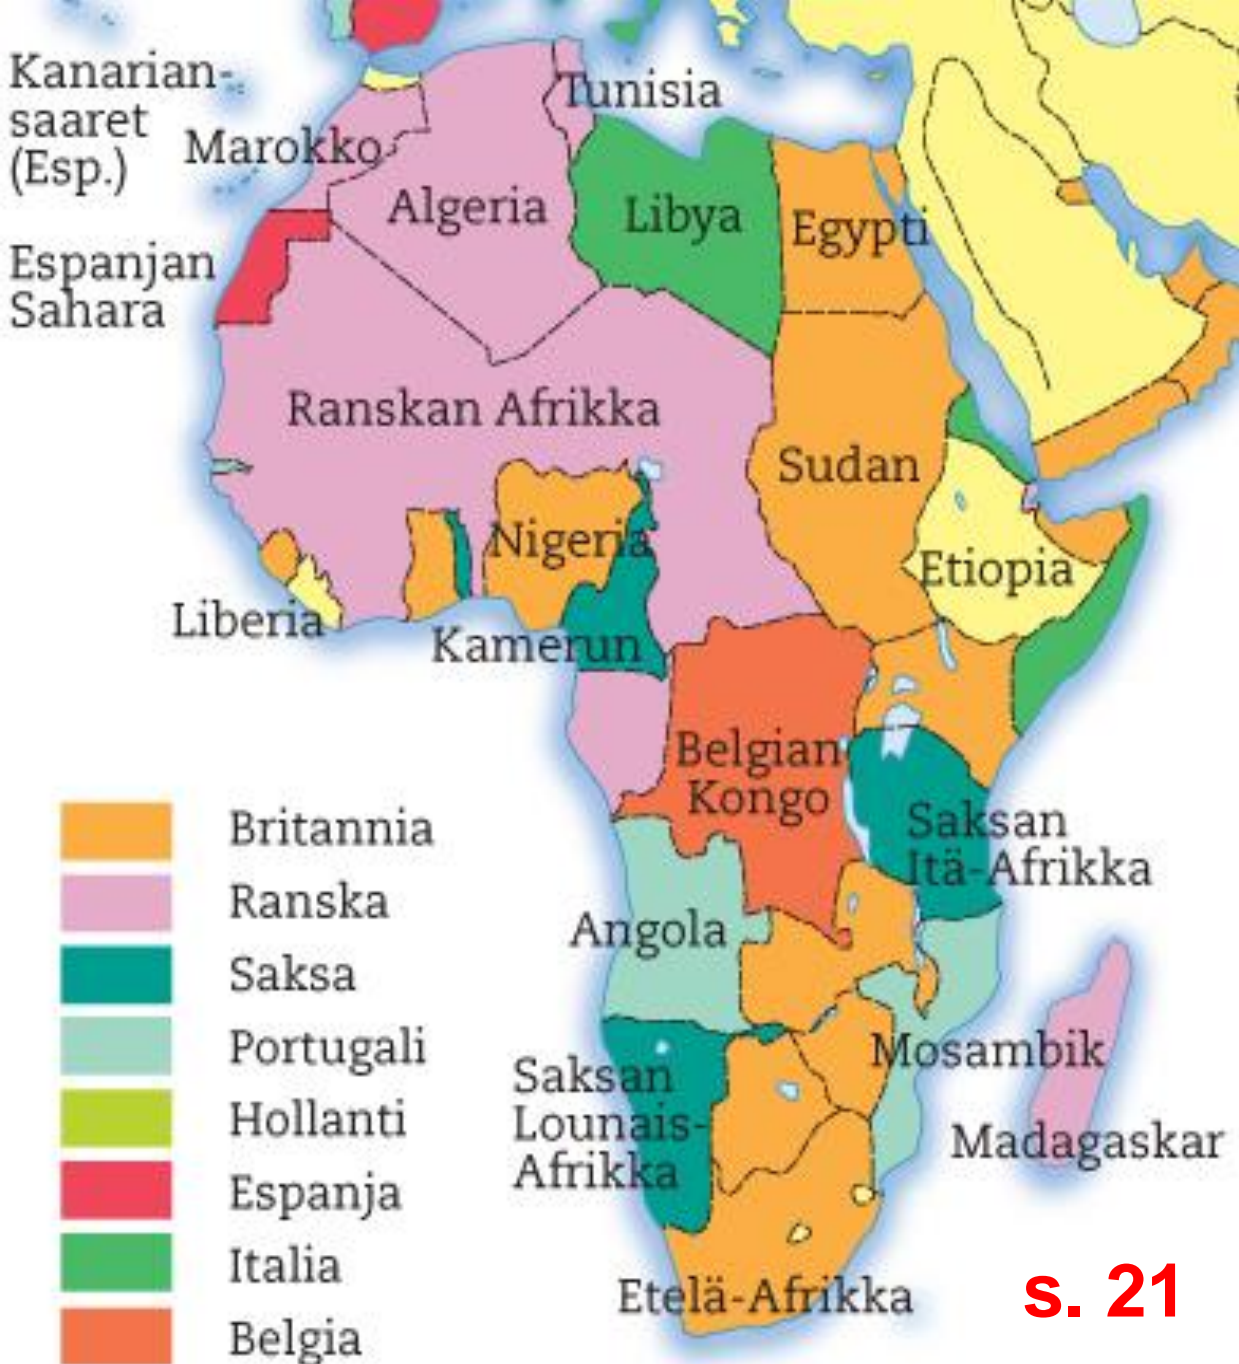 Kanarian-
saaret
(Esp.)
Marokko
Tunisia
Algeria
Libya
Egypti
Espanjan
Sahara
Ranskan Afrikka
Sudan
Nigeria
Etiopia
Liberia
Kamerun
Belgian
Kongo
Saksan
Itä-Afrikka
Angola
Mosambik
Saksan
Lounais-
Afrikka
Madagaskar
Etelä-Afrikka
Britannia
Ranska
Saksa
Portugali
Hollanti
Espanja
Italia
Belgia
s. 21